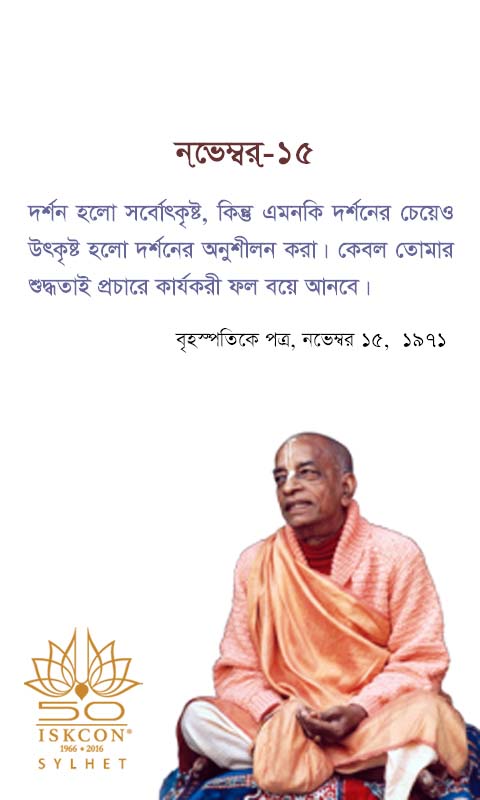 নভেম্বর-১৫
দর্শন হলো সর্বোৎকৃষ্ট, কিন্তু এমনকি দর্শনের চেয়েও
উৎকৃষ্ট হলো দর্শনের অনুশীলন করা। কেবল তোমার
শুদ্ধতাই প্রচারে কার্যকরী ফল বয়ে আনবে।
বৃহস্পতিকে পত্র, নভেম্বর ১৫, ১৯৭১
50
ISKCON®
1966 • 2016
SYLHET